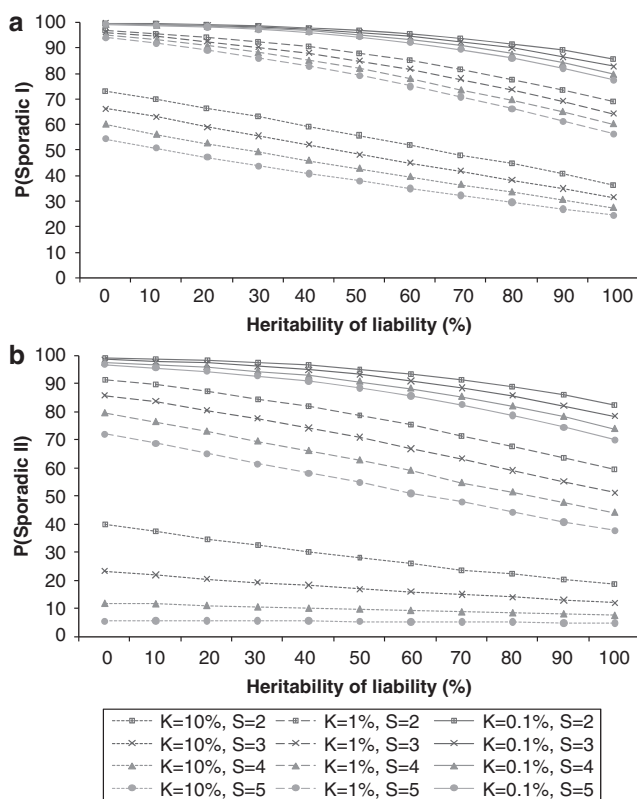 a
P(Sporadic I)
100
90
80
70
60
50
40
30
20
10
0
0 10 20 30 40 50 60 70 80 90 100
Heritability of liability (%)
b
P(Sporadic II)
100
90
80
70
60
50
40
30
20
10
0
0 10 20 30 40 50 60 70 80 90 100
Heritability of liability (%)
K=10%, S=2 K=1%, S=2 K=0.1%, S=2
K=10%, S=3 K=1%, S=3 K=0.1%, S=3
K=10%, S=4 K=1%, S=4 K=0.1%, S=4
K=10%, S=5 K=1%, S=5 K=0.1%, S=5